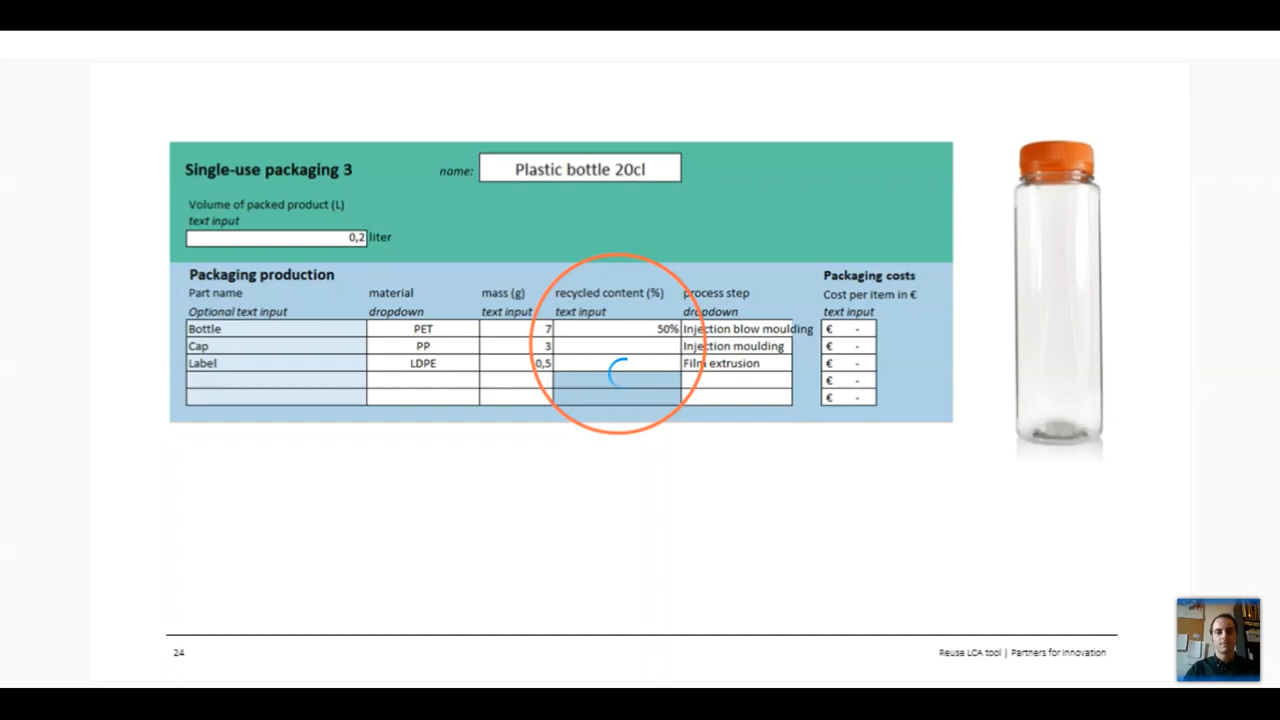 Single-use packaging 3 name: Plastic bottle 20cl
Volume of packed product (L)
text input
0,2 liter
Packaging production Packaging costs
Part name material mass (g) recycled content (%) process step Cost per item in €
Optional text input dropdown text input text input dropdown text input
Bottle PET 7 50% Injection blow moulding € -
Cap PP 3 Injection moulding € -
Label LDPE 0,5 Film extrusion € -
€ -
€ -
24 Reuse LCA tool | Partners for Innovation